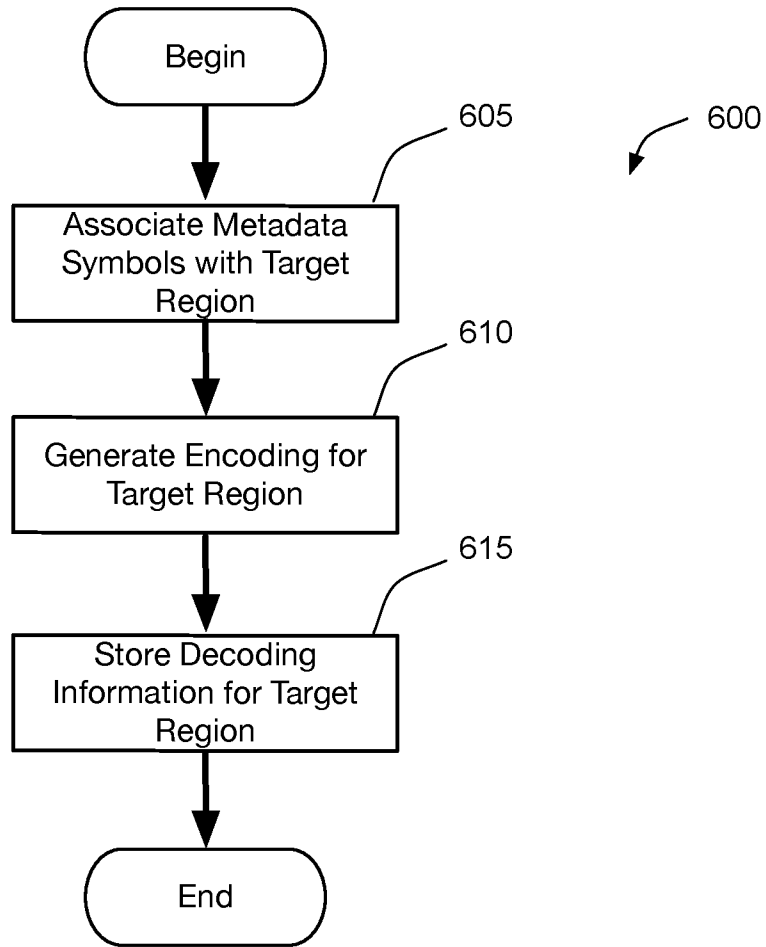 Begin
605
600
Associate Metadata
Symbols with Target
Region
610
Generate Encoding for
Target Region
615
Store Decoding
Information for Target
Region
End